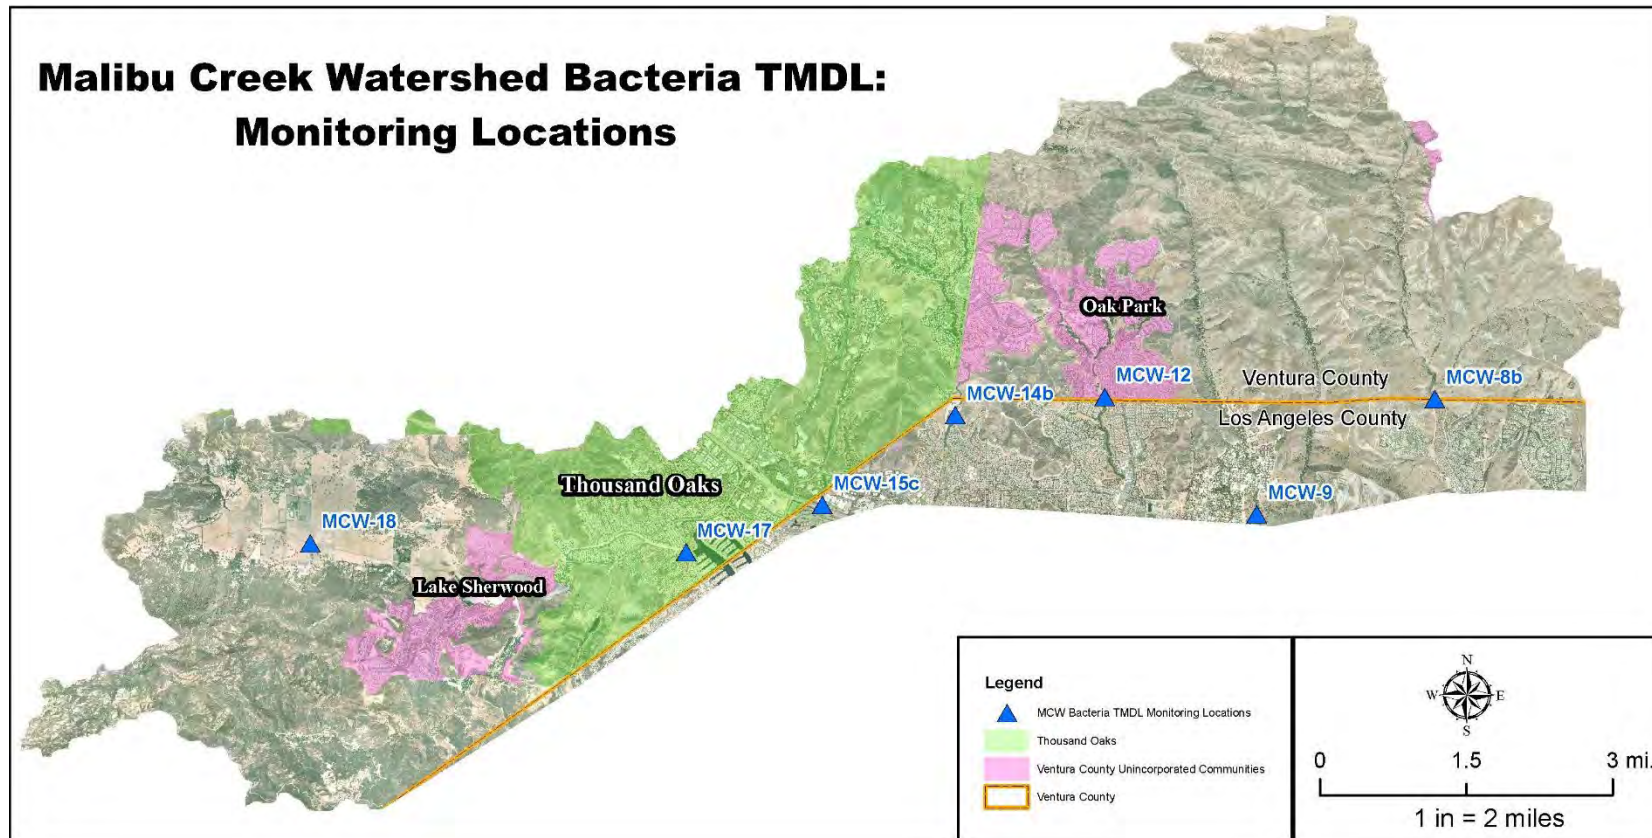 Malibu Creek Watershed Bacteria TMDL:
Monitoring Locations
Oak Park
MCW-12
Ventura County
MCW-8b
MCW-14b
Los Angeles County
Thousand Oaks
MCW-15c
MCW-9
MCW-18
MCW-17
Lake Sherwood
Legend
MCW Bacteria TMDL Monitoring Locations
Thousand Oaks
Ventura County Unincorporated Communities
Ventura County
N
W
E
S
0 1.5 3 mi.
1 in = 2 miles